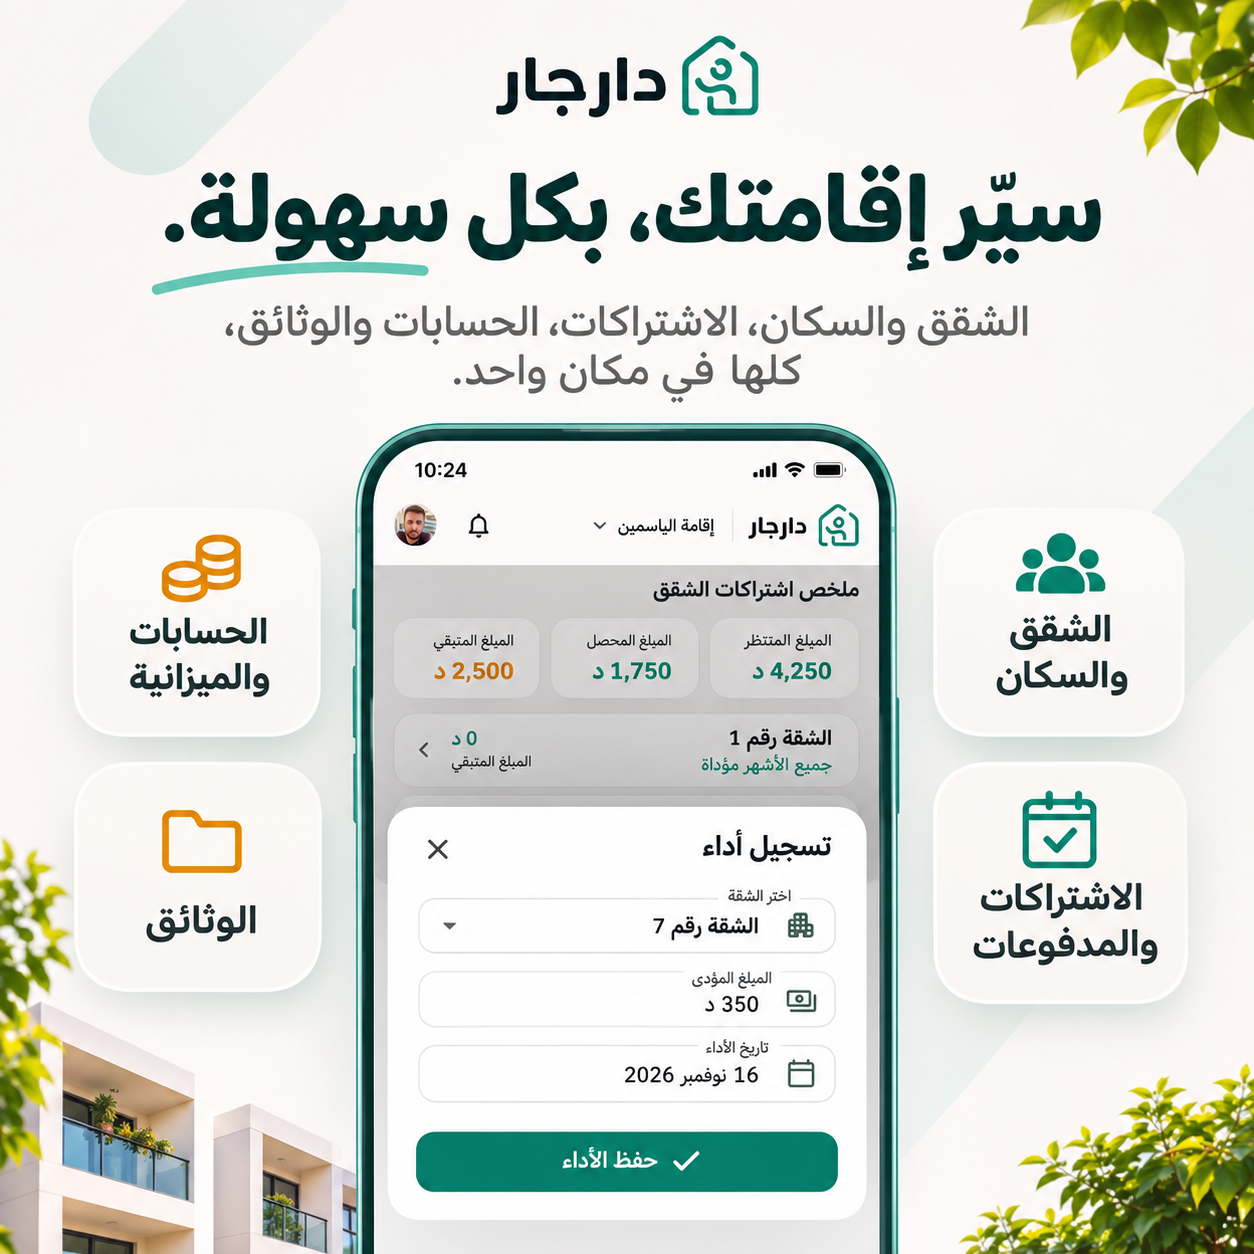 دارجار
سيّر إقامتك، بكل سهولة.
الشقق والسكان، الاشتراكات، الحسابات والوثائق،
كلها في مكان واحد.
الشقق
والسكان
الاشتراكات
والمدفوعات
الحسابات
والميزانية
الوثائق
10:24
دارجار
إقامة الياسمين
ملخص اشتراكات الشقق
المبلغ المنتظر
4,250 د
المبلغ المحصل
1,750 د
المبلغ المتبقي
2,500 د
الشقة رقم 1
جميع الأشهر مؤداة
0 د
المبلغ المتبقي
تسجيل أداء
اختر الشقة
الشقة رقم 7
المبلغ المؤدى
350 د
تاريخ الأداء
16 نوفمبر 2026
حفظ الأداء